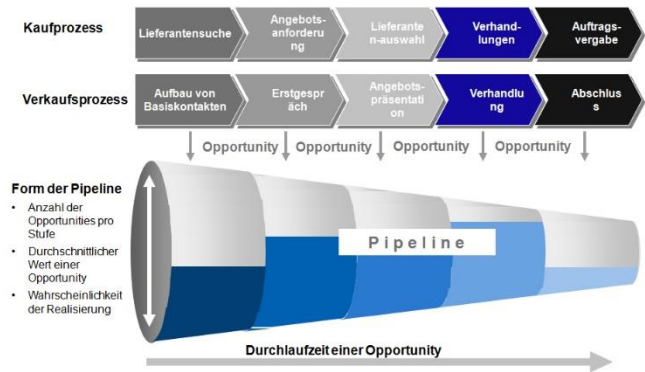 Kaufprozess
Lieferantensuche
Angebots-
anforderu
ng
Lieferante
n-auswahl
Verhand-
lungen
Auftrags-
vergabe
Verkaufsprozess
Aufbau von
Basiskontakten
Erstgesp
räch
Angebots-
präsentati
on
Verhandlu
ng
Abschlus
s
Opportunity
Opportunity
Opportunity
Opportunity
Form der Pipeline
• Anzahl der
Opportunities pro
Stufe
• Durchschnittlicher
Wert einer
Opportunity
• Wahrscheinlichkeit
der Realisierung
Pipeline
Durchlaufzeit einer Opportunity